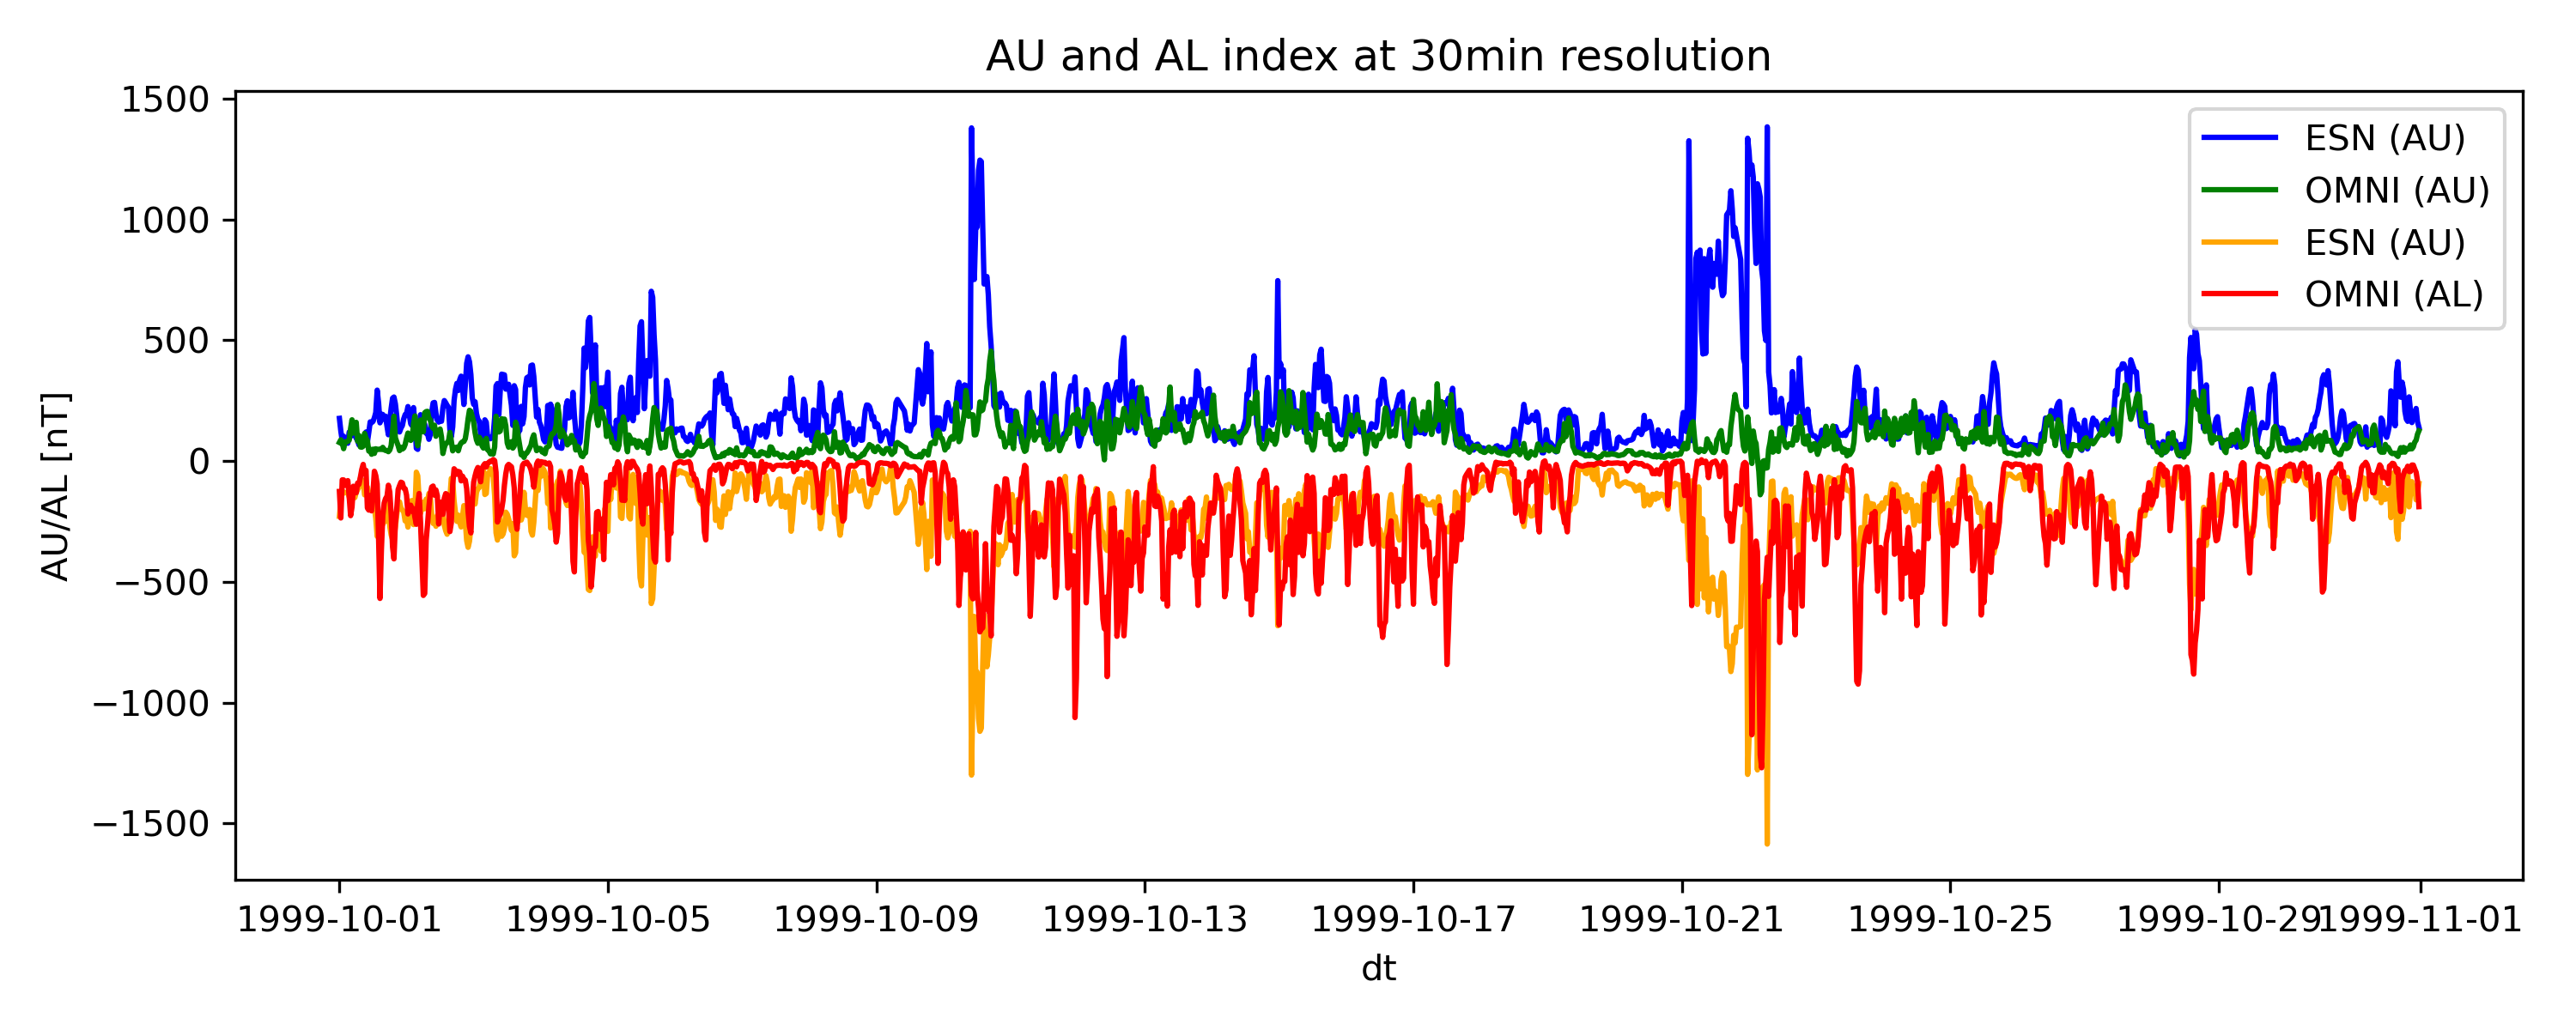 AU and AL index at 30min resolution
AU/AL [nT]
1500
1000
500
0
−500
−1000
−1500
ESN (AU)
OMNI (AU)
ESN (AU)
OMNI (AL)
1999-10-01 1999-10-05 1999-10-09 1999-10-13 1999-10-17 1999-10-21 1999-10-25 1999-10-29 1999-11-01
dt